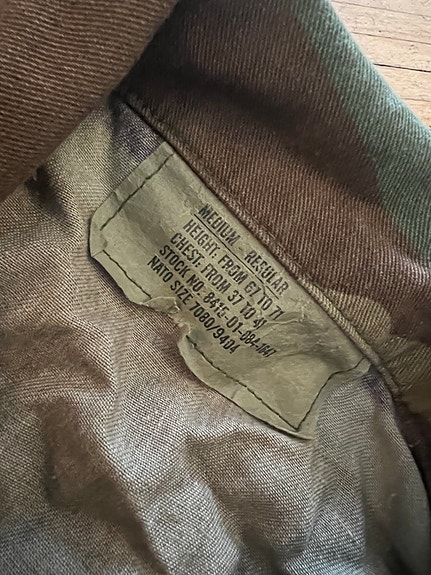 MEDIUM - REGULAR
HEIGHT: FROM 67 TO 71
CHEST: FROM 37 TO 41
STOCK NO. 8415-01-084-1647
NATO SIZE 7080/9404